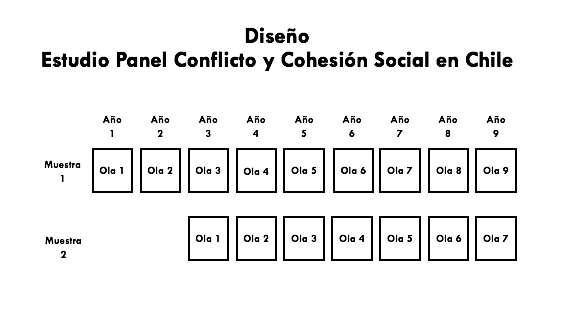 Diseño
Estudio Panel Conflicto y Cohesión Social en Chile
Año Año Año Año Año Año Año Año Año
1 2 3 4 5 6 7 8 9
Muestra
1
Ola 1 Ola 2 Ola 3 Ola 4 Ola 5 Ola 6 Ola 7 Ola 8 Ola 9
Muestra
2
Ola 1 Ola 2 Ola 3 Ola 4 Ola 5 Ola 6 Ola 7